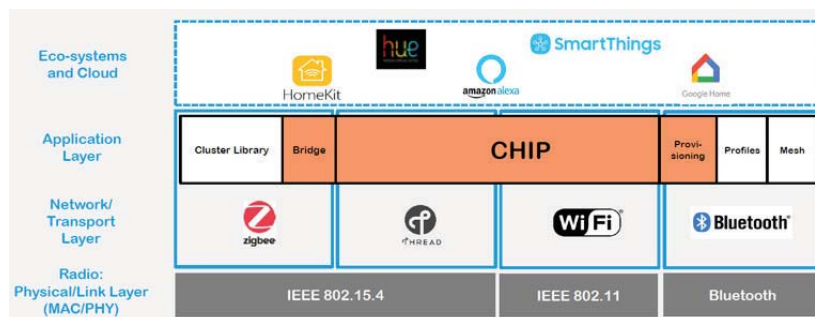 Eco-systems
and Cloud
HomeKit
hue
amazon alexa
SmartThings
Google Home
Application
Layer
Cluster Library
Bridge
CHIP
Provi-
sioning
Profiles
Mesh
Network/
Transport
Layer
zigbee
THREAD
WiFi
Bluetooth
Radio:
Physical/Link Layer
(MAC/PHY)
IEEE 802.15.4
IEEE 802.11
Bluetooth